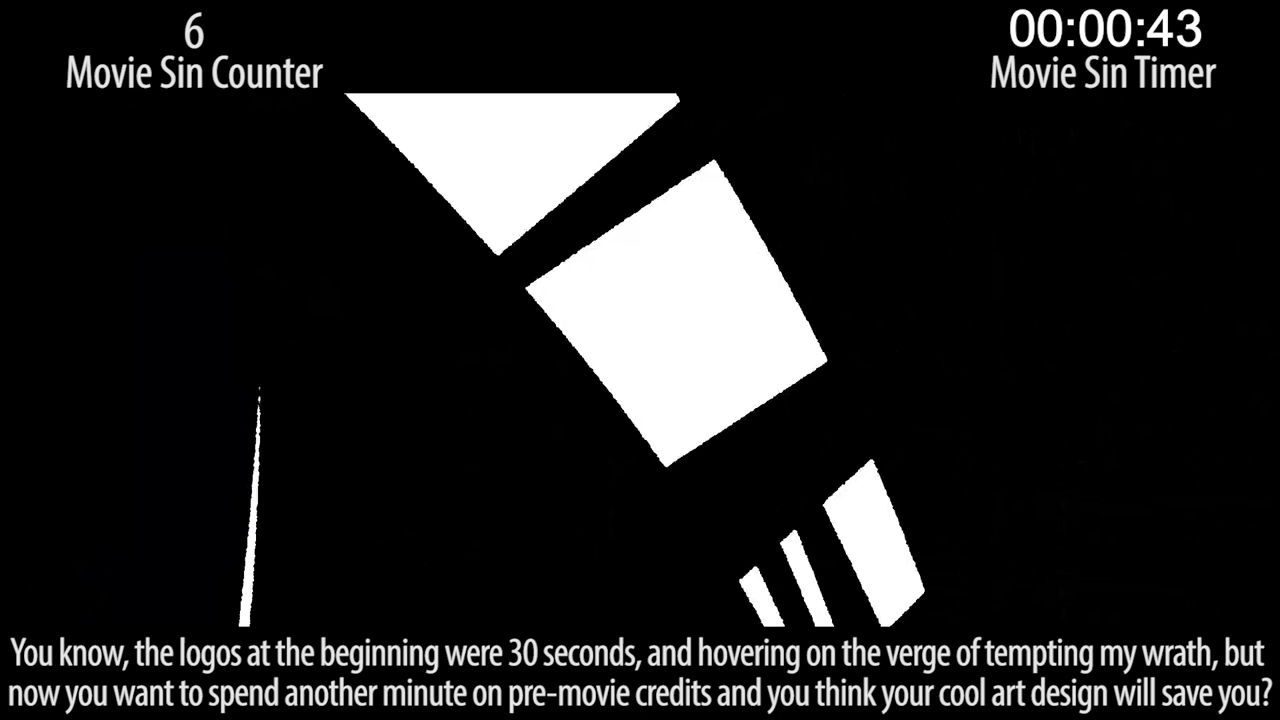 6
Movie Sin Counter
00:00:43
Movie Sin Timer
You know, the logos at the beginning were 30 seconds, and hovering on the verge of tempting my wrath, but
now you want to spend another minute on pre-movie credits and you think your cool art design will save you?